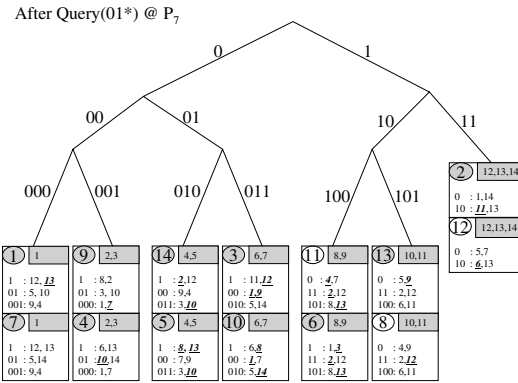 After Query(01*) @ P7
0 1
00 01 10 11
000 001 010 011 100 101
2 12,13,14
0 : 1,14
10 : 11,13
12 12,13,14
0 : 5,7
10 : 6,13
1 1
1 : 12, 13
01 : 5, 10
001: 9,4
7 1
1 : 12, 13
01 : 5,14
001: 9,4
9 2,3
1 : 8,2
01 : 3, 10
000: 1,7
4 2,3
1 : 6,13
01 :10,14
000: 1,7
14 4,5
1 : 2,12
00 : 9,4
011: 3,10
5 4,5
1 : 8, 13
00 : 7,9
011: 3,10
3 6,7
1 : 11,12
00 : 1,9
010: 5,14
10 6,7
1 : 6,8
00 : 1,7
010: 5,14
11 8,9
0 : 4,7
11 : 2,12
101: 8,13
6 8,9
1 : 1,3
11 : 2,12
101: 8,13
13 10,11
0 : 5,9
11 : 2,12
100: 6,11
8 10,11
0 : 4,9
11 : 2,12
100: 6,11